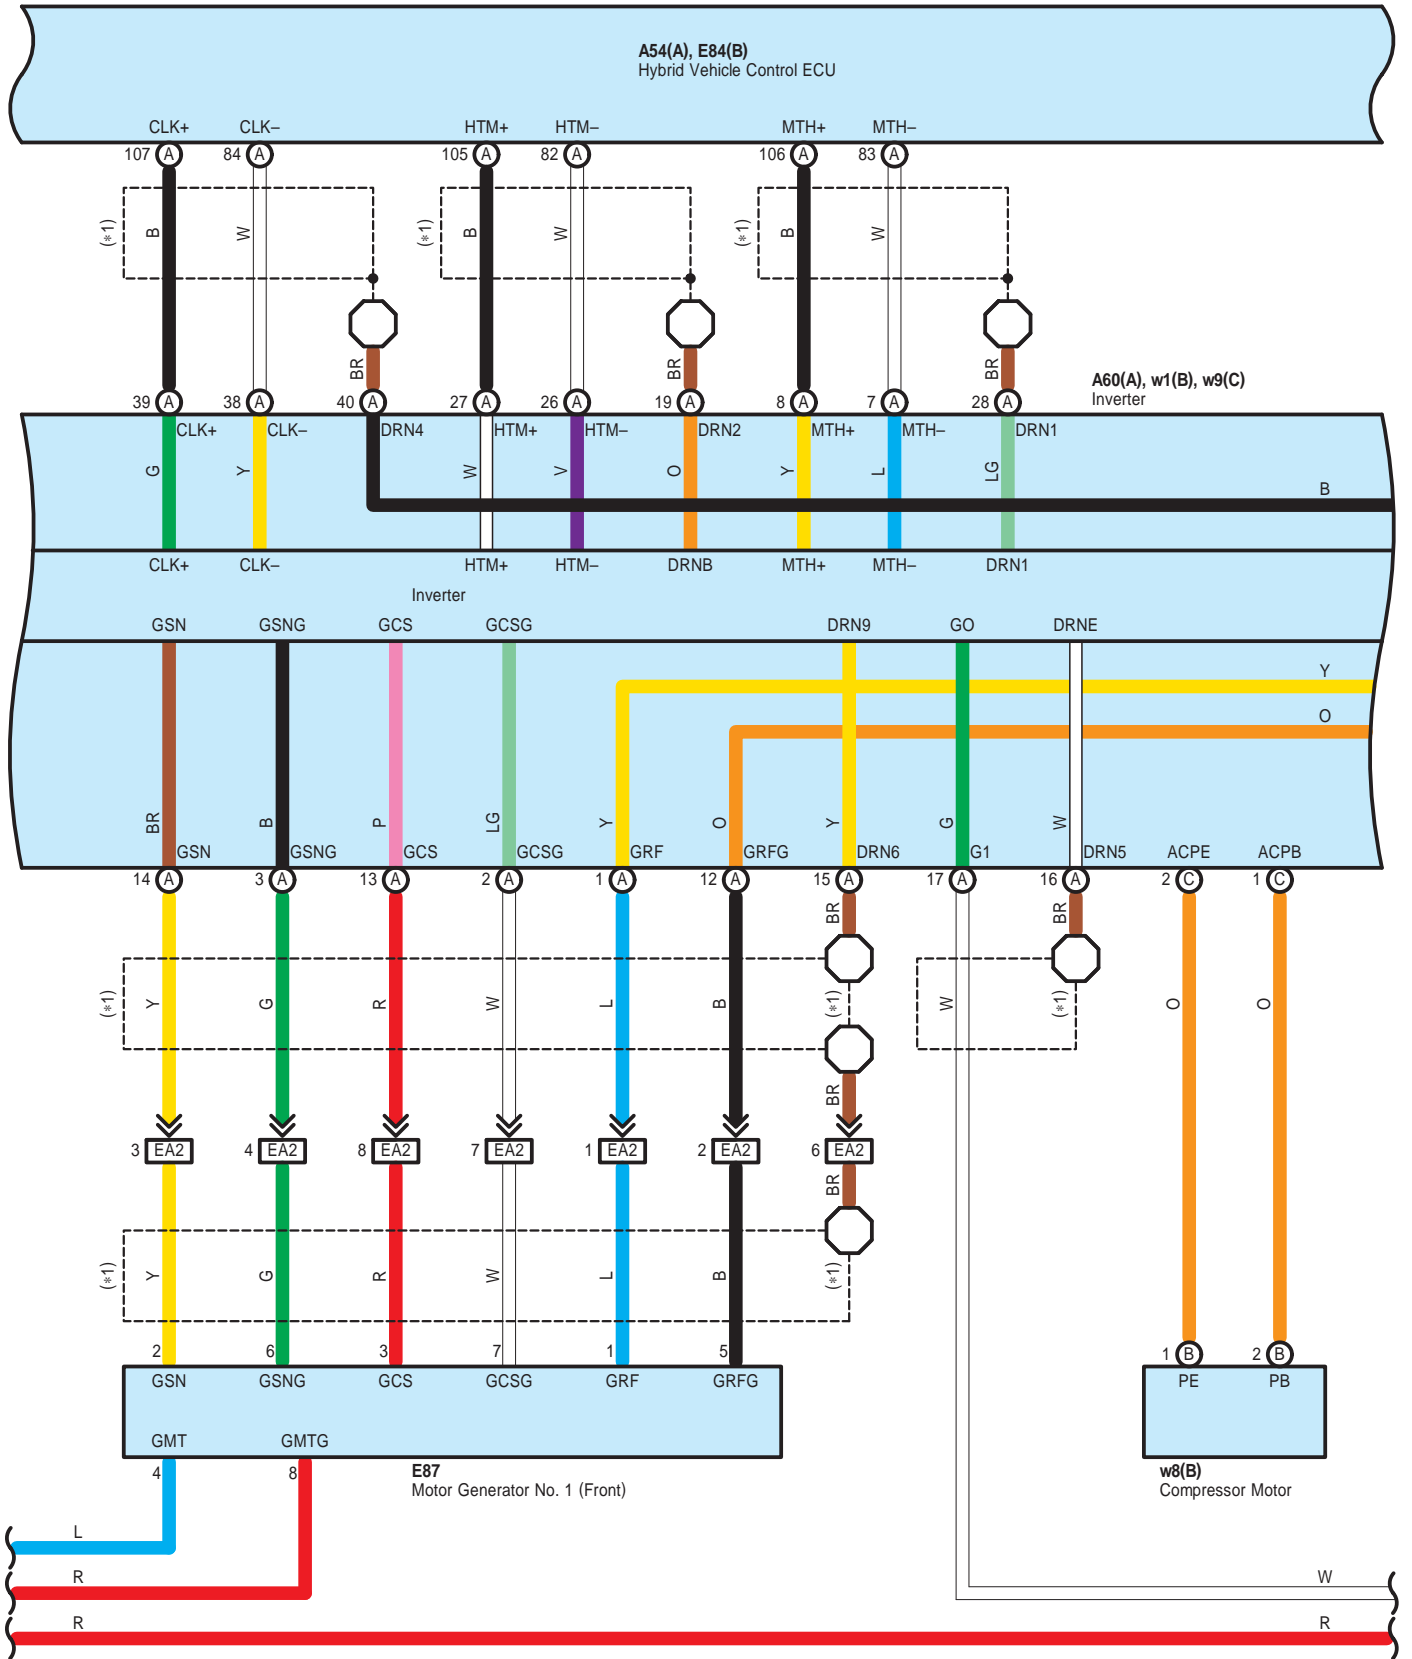 A54(A), E84(B)
Hybrid Vehicle Control ECU
CLK+ CLK– HTM+ HTM– MTH+ MTH–
107 A 84 A 105 A 82 A 106 A 83 A
(*1) B W (*1) B W (*1) B W
BR BR BR
A60(A), w1(B), w9(C)
Inverter
39 A 38 A 40 A 27 A 26 A 19 A 8 A 7 A 28 A
CLK+ CLK– DRN4 HTM+ HTM– DRN2 MTH+ MTH– DRN1
G Y W V O Y L LG
B
CLK+ CLK– HTM+ HTM– DRNB MTH+ MTH– DRN1
Inverter
GSN GSNG GCS GCSG DRN9 GO DRNE
Y
O
BR B P LG Y O Y G W
GSN GSNG GCS GCSG GRF GRFG DRN6 G1 DRN5 ACPE ACPB
14 A 3 A 13 A 2 A 1 A 12 A 15 A 17 A 16 A 2 C 1 C
BR BR
(*1) Y G R W L B (*1) W (*1) O O
BR
3 EA2 4 EA2 8 EA2 7 EA2 1 EA2 2 EA2 6 EA2
BR
(*1) Y G R W L B (*1)
2 6 3 7 1 5 1 B 2 B
GSN GSNG GCS GCSG GRF GRFG PE PB
GMT GMTG
4 8
E87
Motor Generator No. 1 (Front)
w8(B)
Compressor Motor
L
R W
R R